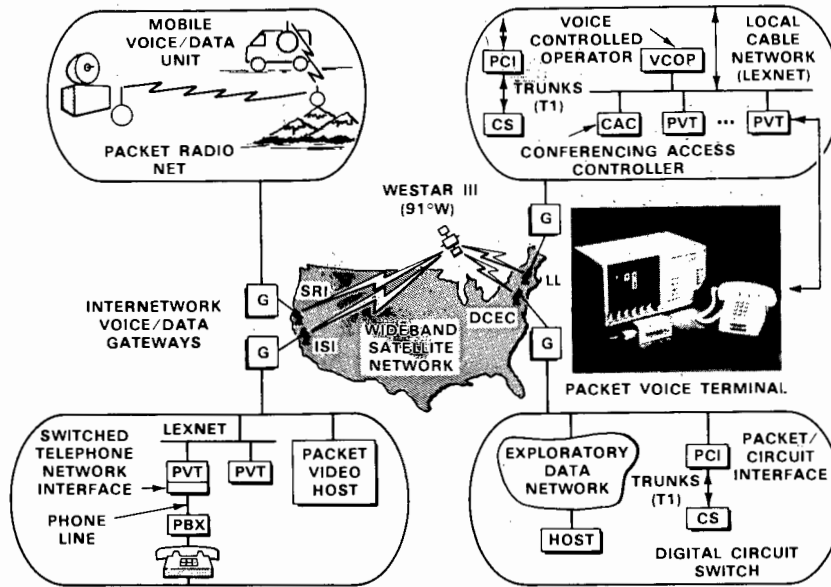 MOBILE
VOICE/DATA
UNIT
PACKET RADIO
NET
VOICE
CONTROLLED
OPERATOR
LOCAL
CABLE
NETWORK
(LEXNET)
PCI
VCOP
TRUNKS
(T1)
CS
CAC
PVT
...
PVT
CONFERENCING ACCESS
CONTROLLER
WESTAR III
(91°W)
G
G
SRI
LL
INTERNETWORK
VOICE/DATA
GATEWAYS
G
ISI
WIDEBAND
SATELLITE
NETWORK
DCEC
G
PACKET VOICE TERMINAL
LEXNET
SWITCHED
TELEPHONE
NETWORK
INTERFACE
PVT
PVT
PACKET
VIDEO
HOST
PHONE
LINE
PBX
EXPLORATORY
DATA
NETWORK
HOST
PCI
PACKET/
CIRCUIT
INTERFACE
TRUNKS
(T1)
CS
DIGITAL CIRCUIT
SWITCH